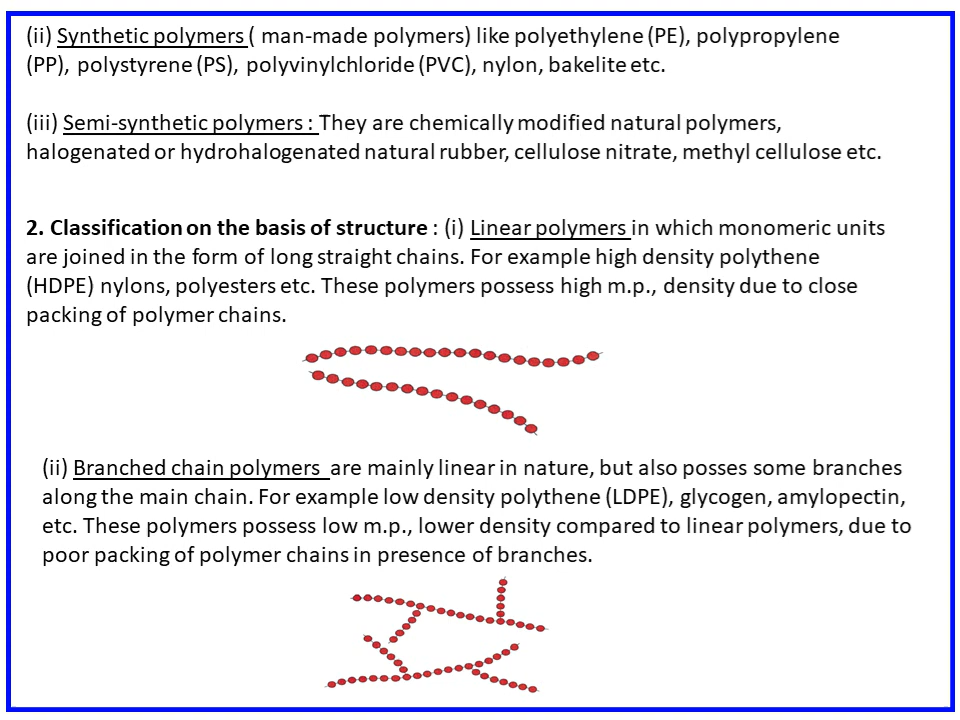 (ii) Synthetic polymers ( man-made polymers) like polyethylene (PE), polypropylene
(PP), polystyrene (PS), polyvinylchloride (PVC), nylon, bakelite etc.
(iii) Semi-synthetic polymers : They are chemically modified natural polymers,
halogenated or hydrohalogenated natural rubber, cellulose nitrate, methyl cellulose etc.
2. Classification on the basis of structure : (i) Linear polymers in which monomeric units
are joined in the form of long straight chains. For example high density polythene
(HDPE) nylons, polyesters etc. These polymers possess high m.p., density due to close
packing of polymer chains.
(ii) Branched chain polymers are mainly linear in nature, but also posses some branches
along the main chain. For example low density polythene (LDPE), glycogen, amylopectin,
etc. These polymers possess low m.p., lower density compared to linear polymers, due to
poor packing of polymer chains in presence of branches.